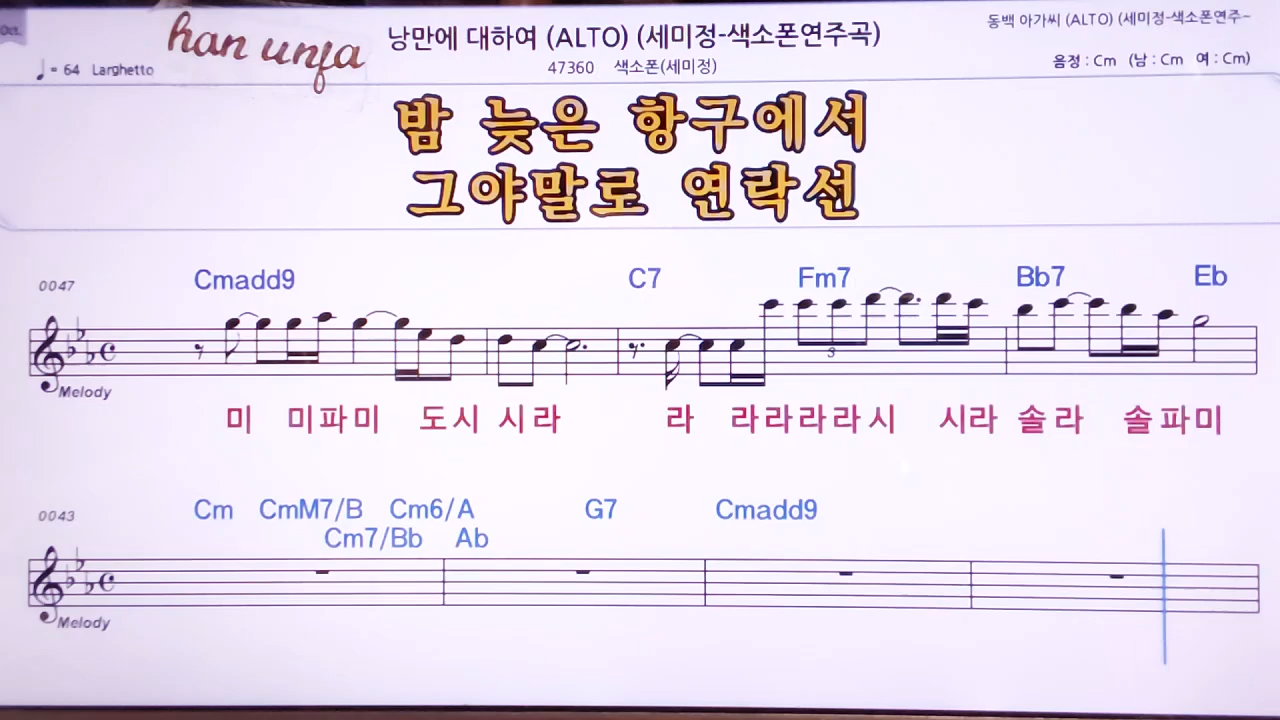 Oct.
han unja
낭만에 대하여 (ALTO) (세미정-색소폰연주곡)
동백 아가씨 (ALTO) (세미정-색소폰연주~
♩ = 64 Larghetto
47360 색소폰(세미정)
음정 : Cm (남 : Cm 여 : Cm)
밤 늦은 항구에서
그야말로 연락선
0047 Cmadd9 C7 Fm7 Bb7 Eb
3
Melody
미 미파미 도시 시라 라 라라라라시 시라 솔라 솔파미
0043 Cm CmM7/B Cm6/A G7 Cmadd9
Cm7/Bb Ab
Melody